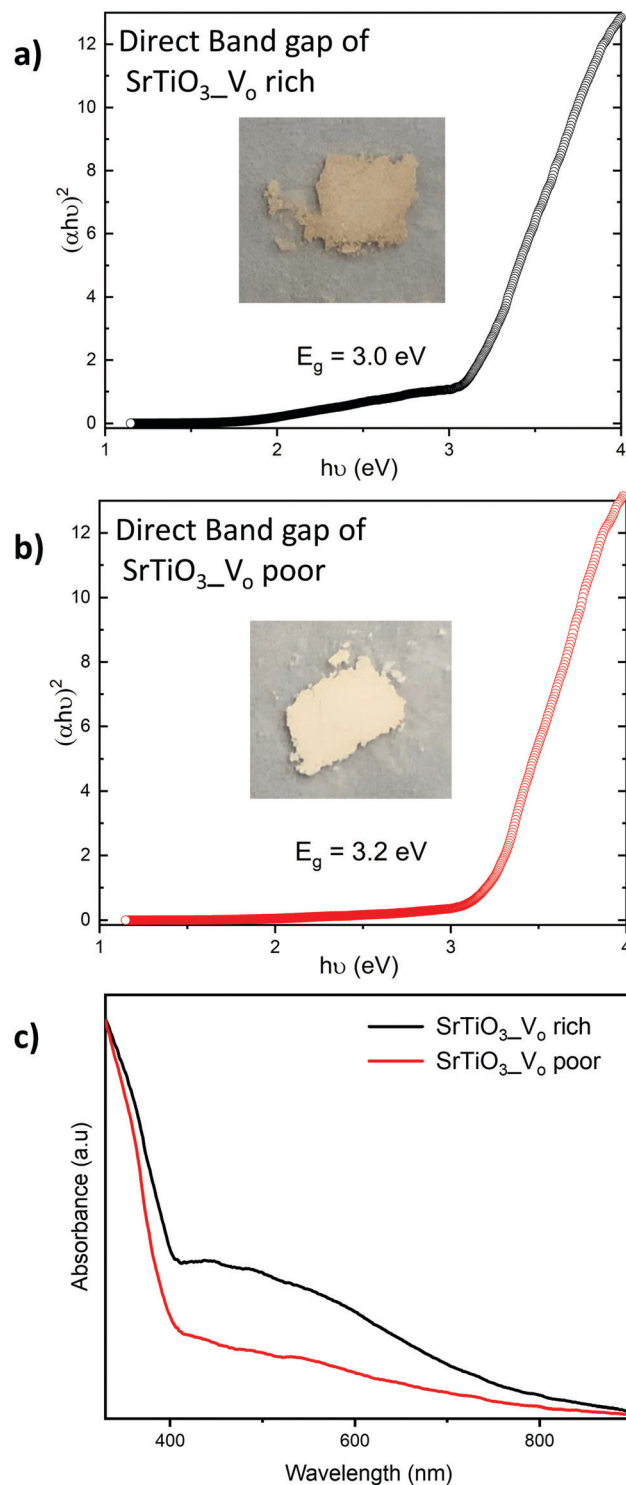 a)
Direct Band gap of
SrTiO₃_Vₒ rich
E_g = 3.0 eV
(αhυ)²
12
10
8
6
4
2
0
1
2
3
4
hυ (eV)
b)
Direct Band gap of
SrTiO₃_Vₒ poor
E_g = 3.2 eV
(αhυ)²
12
10
8
6
4
2
0
1
2
3
4
hυ (eV)
c)
SrTiO₃_Vₒ rich
SrTiO₃_Vₒ poor
Absorbance (a.u)
400
600
800
Wavelength (nm)